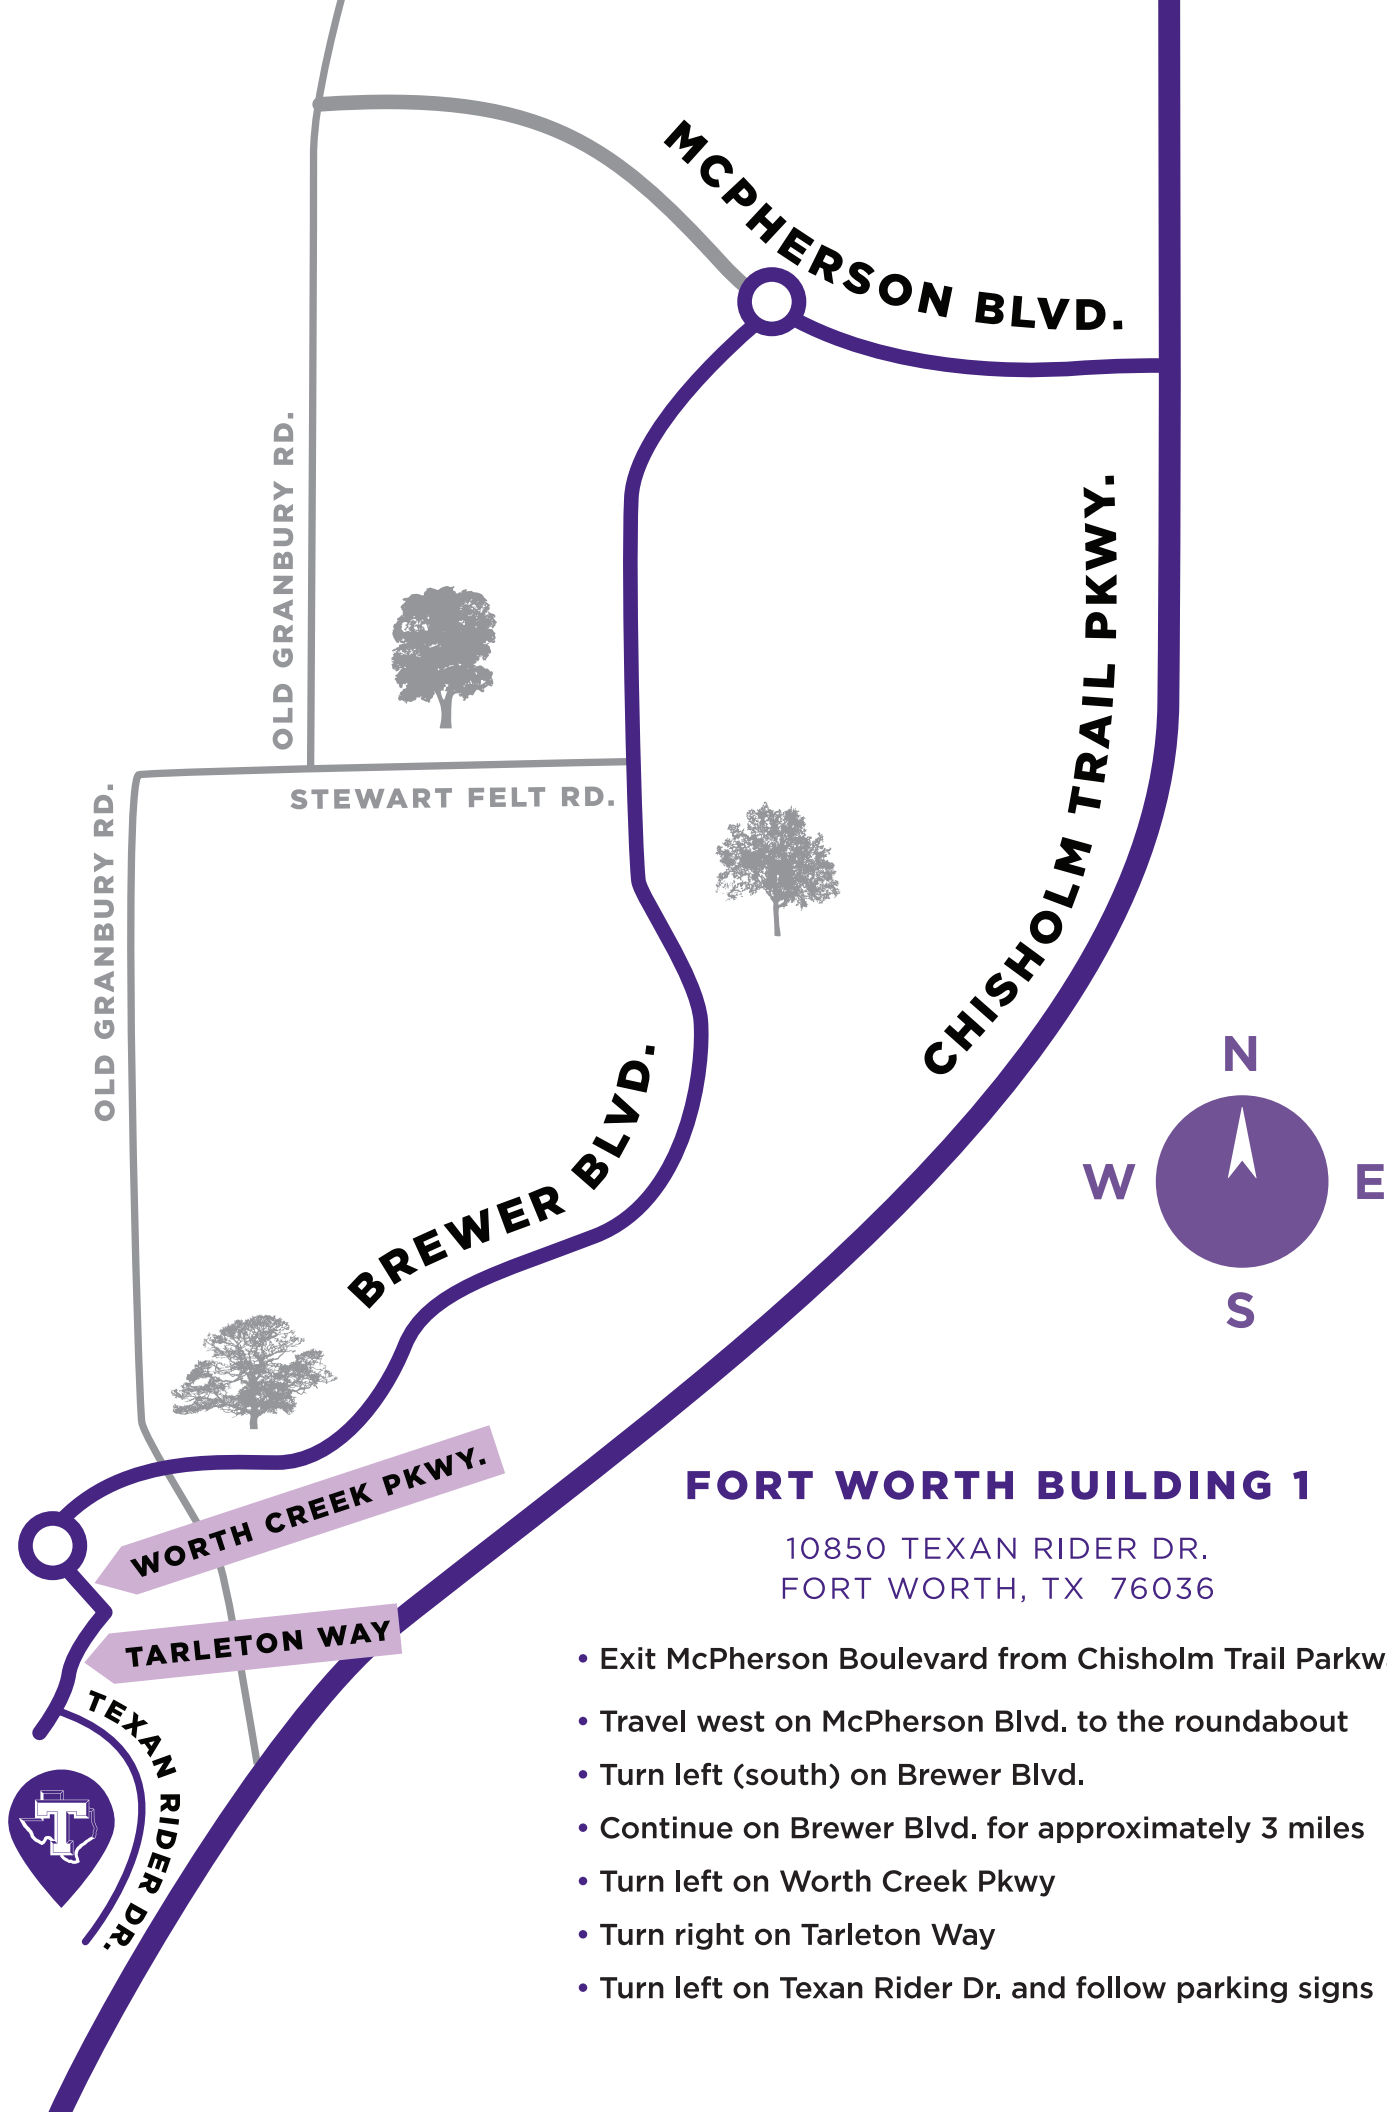 MCPHERSON BLVD.
OLD GRANBURY RD.
CHISHOLM TRAIL PKWY.
STEWART FELT RD.
OLD GRANBURY RD.
BREWER BLVD.
N
W
E
S
WORTH CREEK PKWY.
TARLETON WAY
TEXAN RIDER DR.
T
FORT WORTH BUILDING 1
10850 TEXAN RIDER DR.
FORT WORTH, TX 76036
• Exit McPherson Boulevard from Chisholm Trail Parkw
• Travel west on McPherson Blvd. to the roundabout
• Turn left (south) on Brewer Blvd.
• Continue on Brewer Blvd. for approximately 3 miles
• Turn left on Worth Creek Pkwy
• Turn right on Tarleton Way
• Turn left on Texan Rider Dr. and follow parking signs